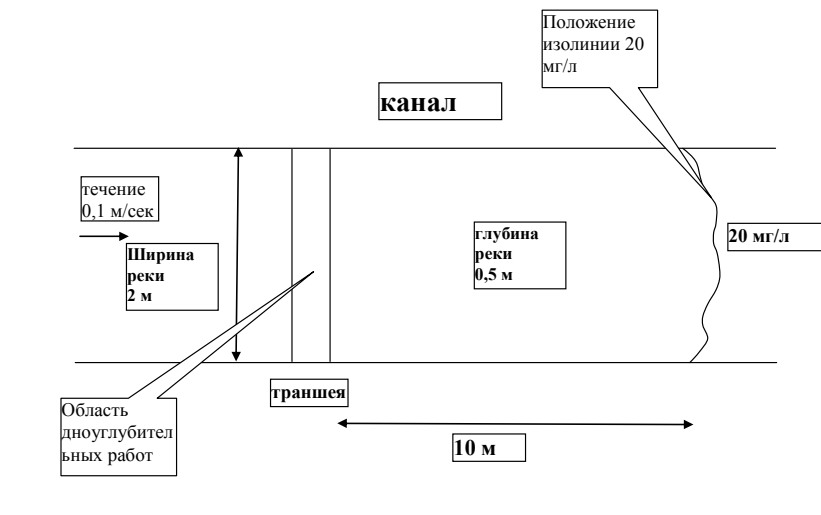 Положение
изолинии 20
мг/л
канал
течение
0,1 м/сек
Ширина
реки
2 м
глубина
реки
0,5 м
20 мг/л
траншея
Область
дноуглубител
ьных работ
10 м